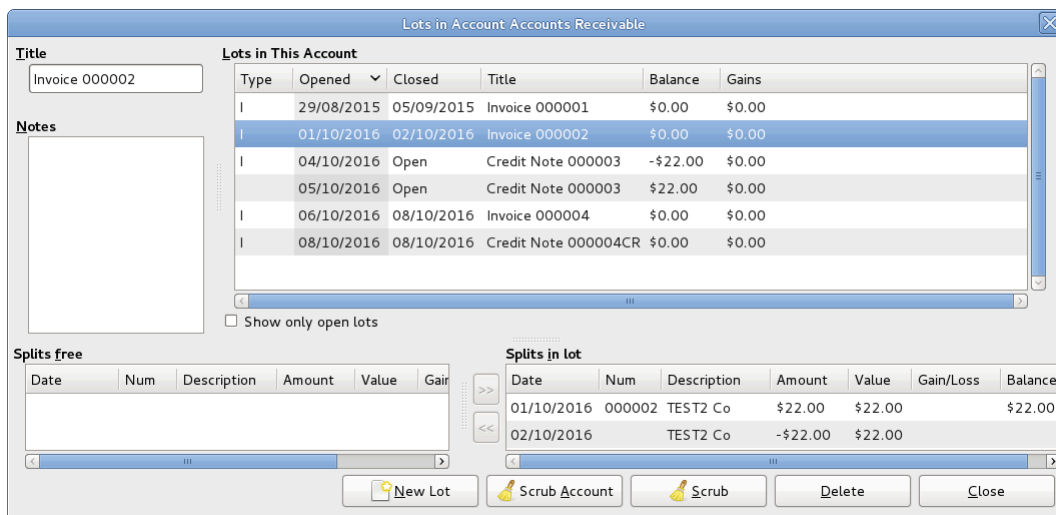 Lots in Account Accounts Receivable
Title
Invoice 000002
Notes
Lots in This Account
Type Opened Closed Title Balance Gains
I 29/08/2015 05/09/2015 Invoice 000001 $0.00 $0.00
I 01/10/2016 02/10/2016 Invoice 000002 $0.00 $0.00
I 04/10/2016 Open Credit Note 000003 -$22.00 $0.00
05/10/2016 Open Credit Note 000003 $22.00 $0.00
I 06/10/2016 08/10/2016 Invoice 000004 $0.00 $0.00
I 08/10/2016 08/10/2016 Credit Note 000004CR $0.00 $0.00
Show only open lots
Splits free
Date Num Description Amount Value Gain
>>
<<
Splits in lot
Date Num Description Amount Value Gain/Loss Balance
01/10/2016 000002 TEST2 Co $22.00 $22.00 $22.00
02/10/2016 TEST2 Co -$22.00 $22.00
New Lot Scrub Account Scrub Delete Close